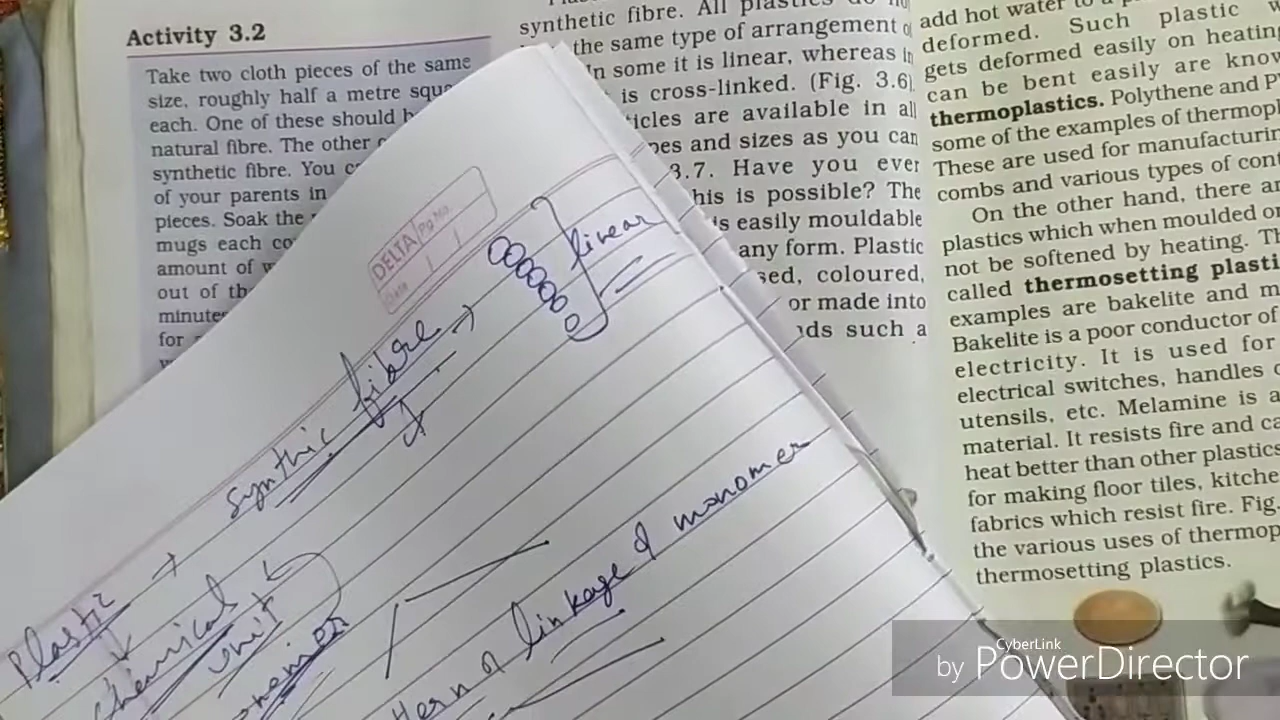 Activity 3.2
Take two cloth pieces of the same
size, roughly half a metre squa
each. One of these should b
natural fibre. The other
synthetic fibre. You c
of your parents in
pieces. Soak the
mugs each co
amount of w
out of th
minute
for
synthetic fibre. All plastics do
the same type of arrangement o
In some it is linear, whereas in
is cross-linked. (Fig. 3.6)
icles are available in all
pes and sizes as you can
3.7. Have you ever
his is possible? The
is easily mouldable
any form. Plastic
sed, coloured,
or made into
ds such a
add hot water to a p
deformed. Such plastic w
gets deformed easily on heating
can be bent easily are know
thermoplastics. Polythene and P
some of the examples of thermopl
These are used for manufacturin
combs and various types of cont
On the other hand, there ar
plastics which when moulded on
not be softened by heating. Th
called thermosetting plasti
examples are bakelite and m
Bakelite is a poor conductor of
electricity. It is used for
electrical switches, handles o
utensils, etc. Melamine is a
material. It resists fire and ca
heat better than other plastics
for making floor tiles, kitche
fabrics which resist fire. Fig.
the various uses of thermop
thermosetting plastics.
DELTA Pg No. 1
Date
Synthic fibre → linear
Plastic →
chemical
unit
ttern of linkage of monomer
CyberLink
by PowerDirector